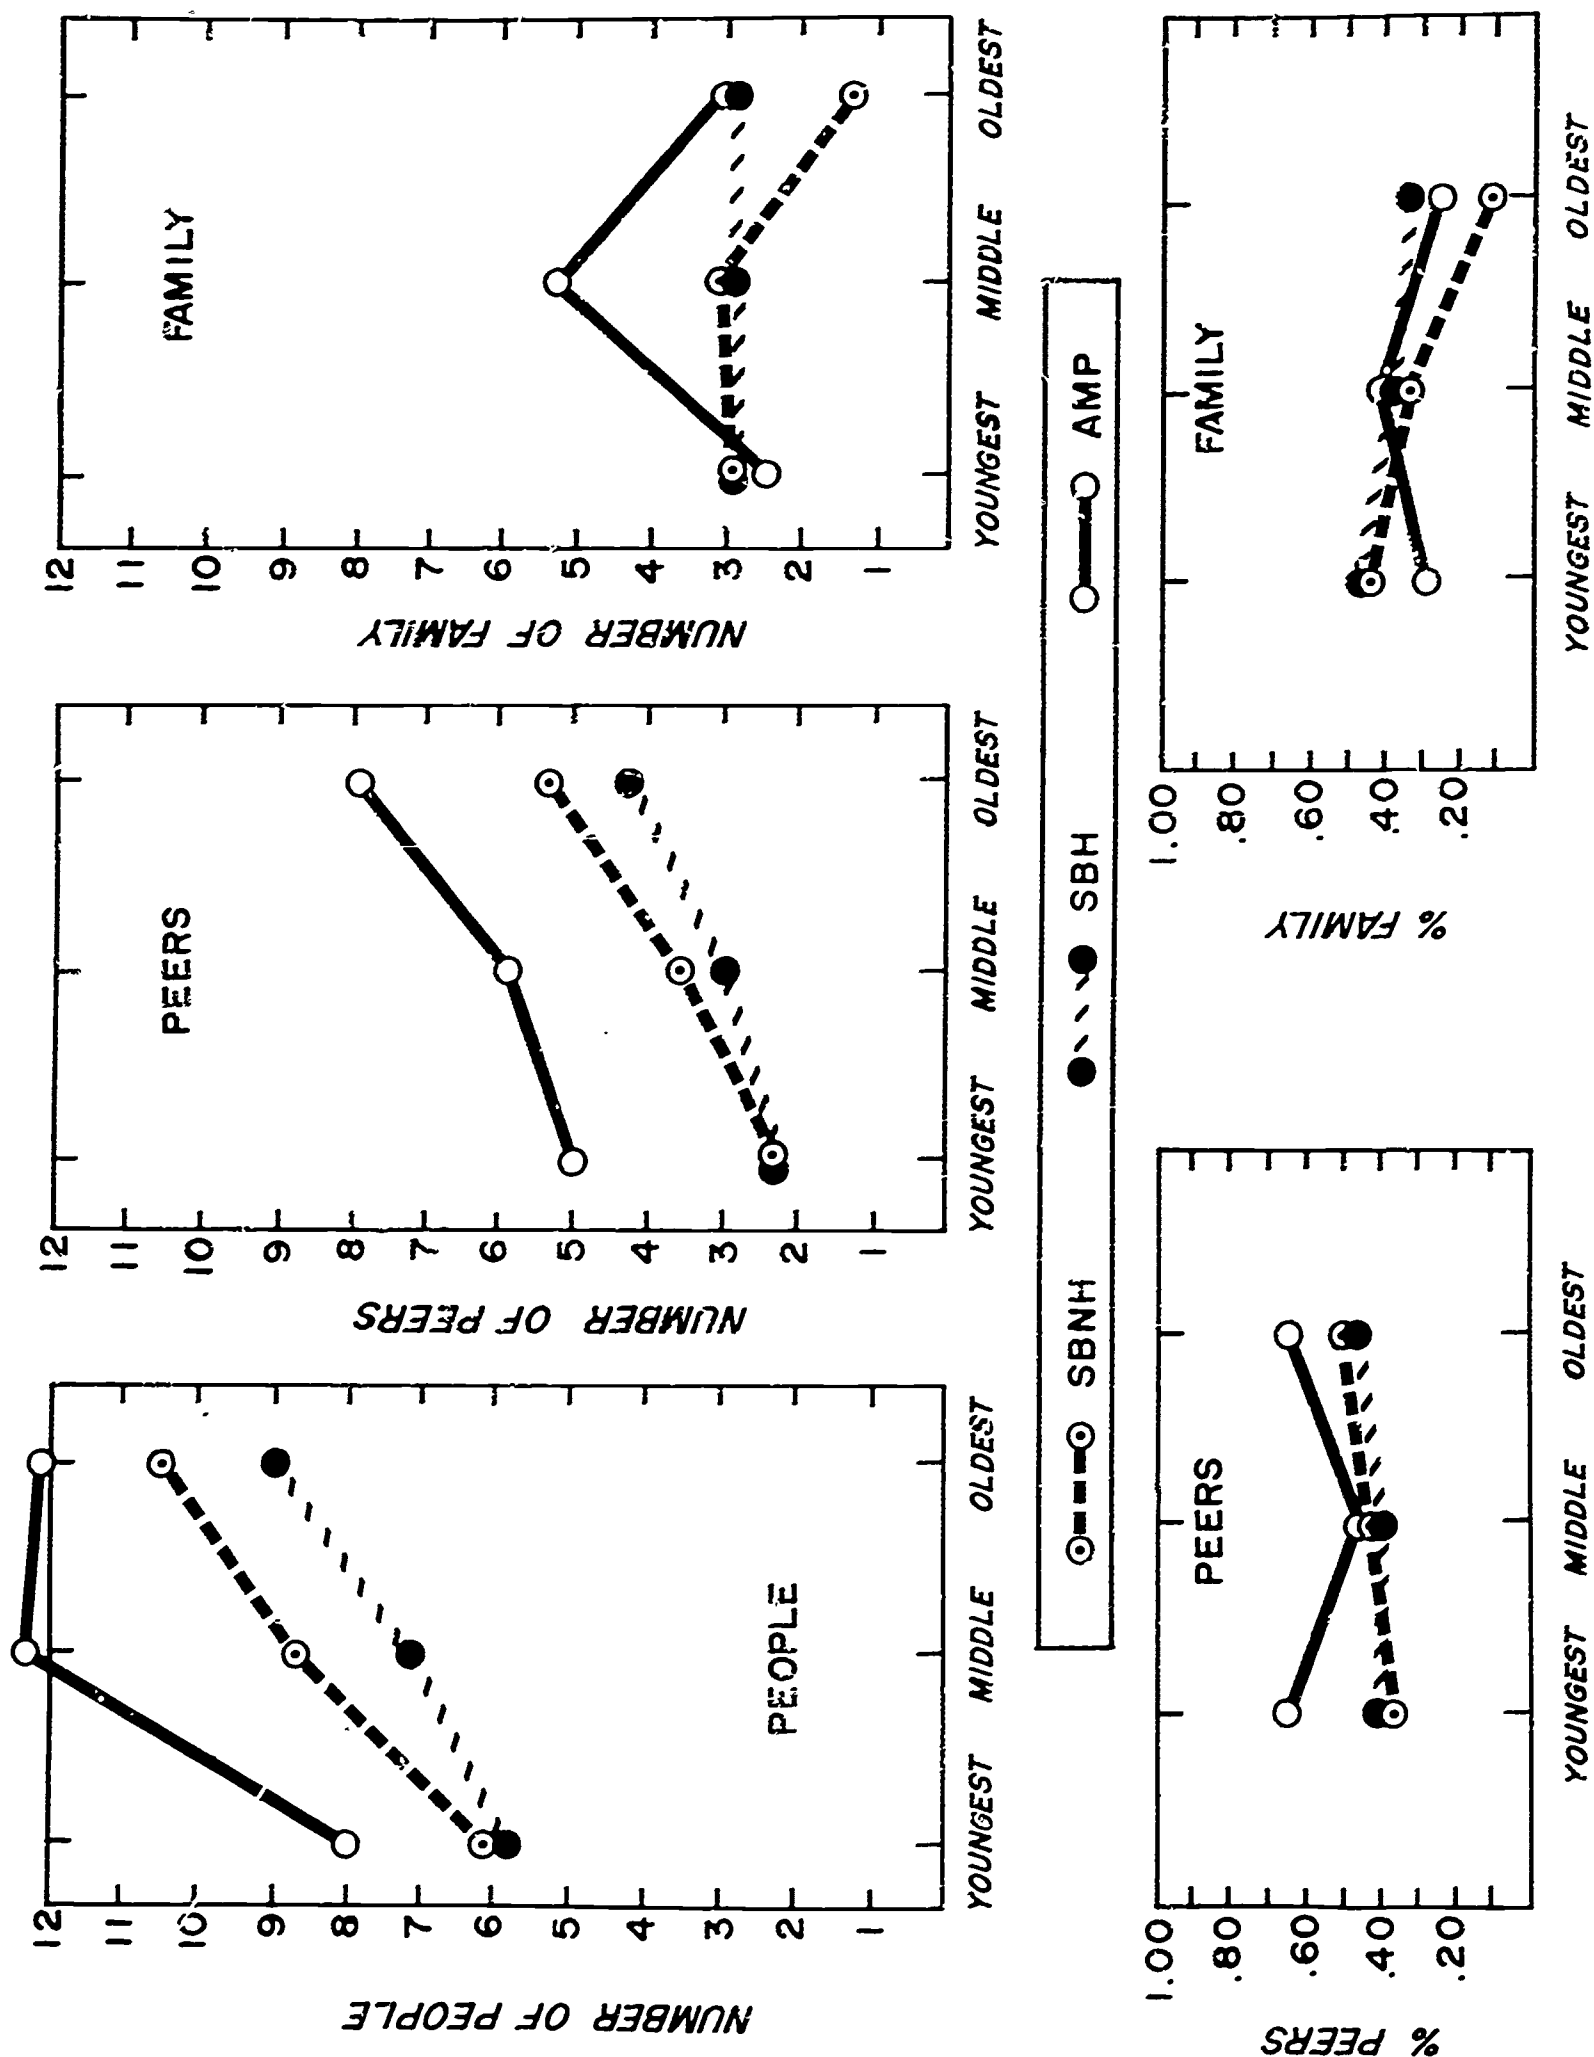 NUMBER OF PEOPLE
12
11
10
9
8
7
6
5
4
3
2
1
PEOPLE
YOUNGEST MIDDLE OLDEST
NUMBER OF PEERS
12
11
10
9
8
7
6
5
4
3
2
1
PEERS
YOUNGEST MIDDLE OLDEST
NUMBER OF FAMILY
12
11
10
9
8
7
6
5
4
3
2
1
FAMILY
YOUNGEST MIDDLE OLDEST
SBNH SBH AMP
% PEERS
1.00
.80
.60
.40
.20
PEERS
YOUNGEST MIDDLE OLDEST
% FAMILY
1.00
.80
.60
.40
.20
FAMILY
YOUNGEST MIDDLE OLDEST